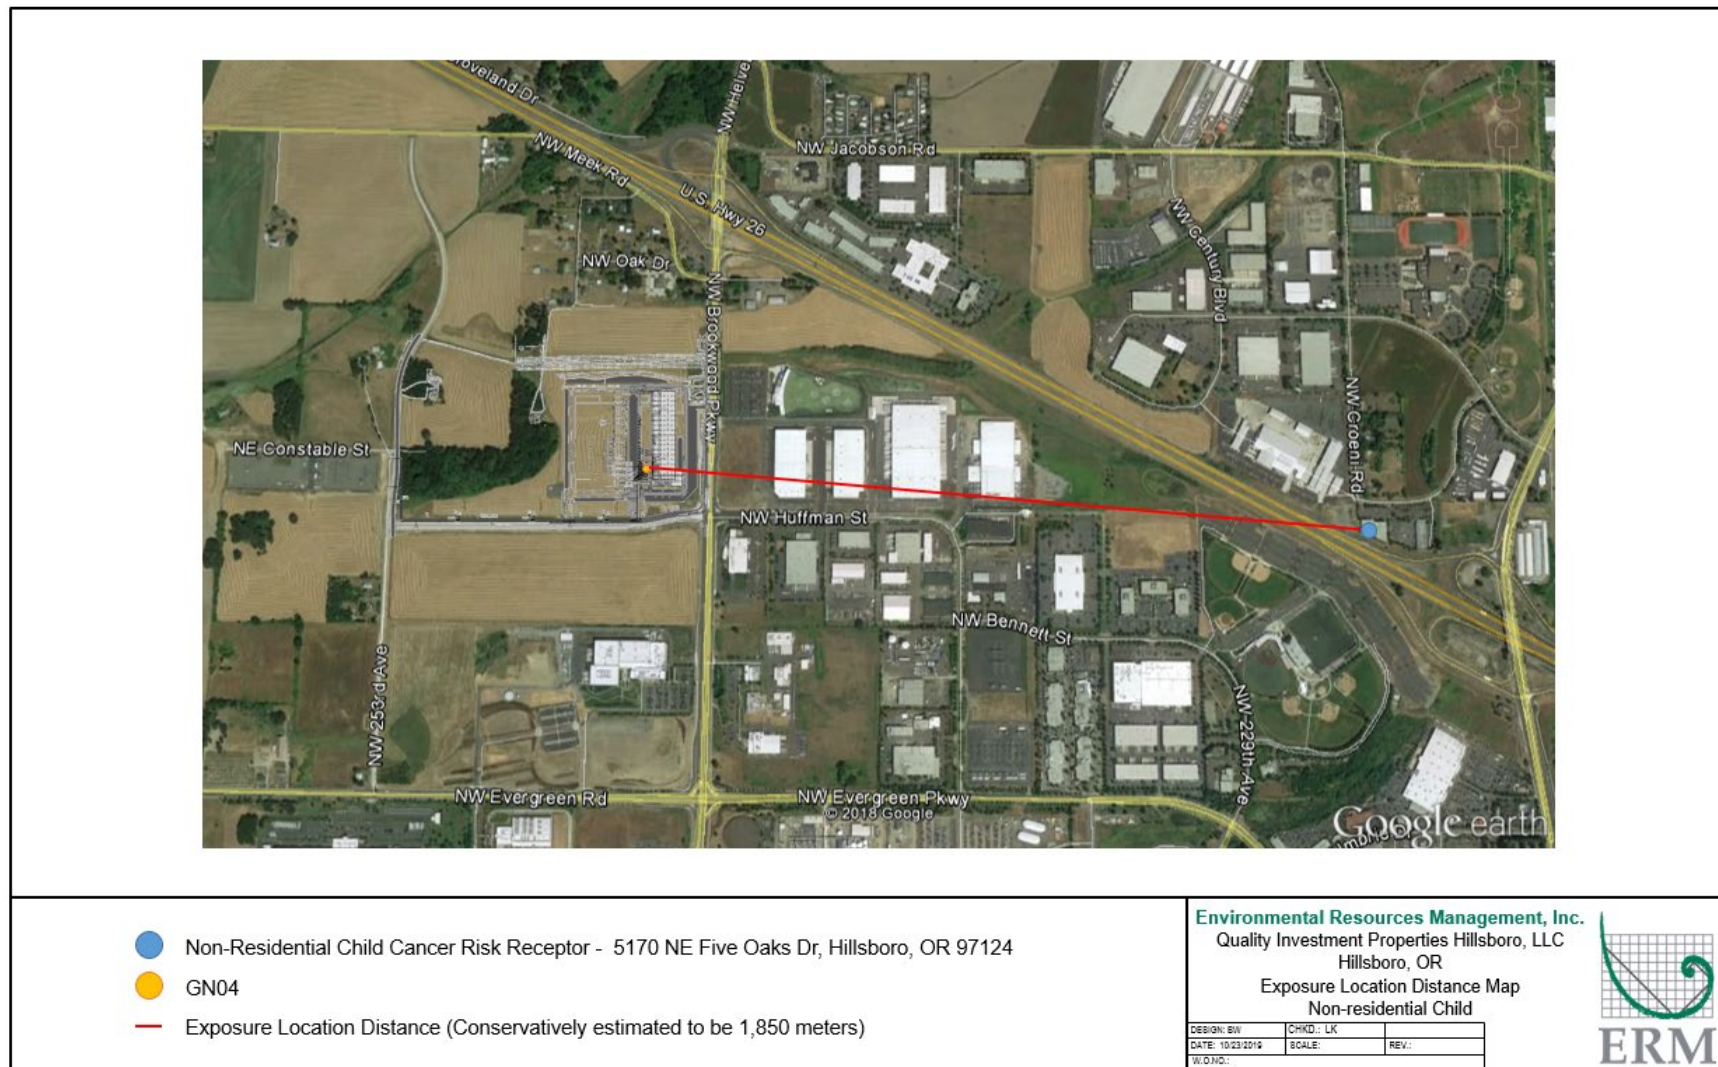 Groveland Dr
NW Helve
NW Meek Rd
NW Jacobson Rd
U.S. Hwy 26
NW Century Blvd
NW Oak Dr
NW Brookwood Pkwy
NW Croeni Rd
NE Constable St
NW Huffman St
NW Bennett St
NW 253rd Ave
NW 229th Ave
NW Evergreen Rd
NW Evergreen Pkwy
© 2018 Google
Google earth
Non-Residential Child Cancer Risk Receptor - 5170 NE Five Oaks Dr, Hillsboro, OR 97124
GN04
Exposure Location Distance (Conservatively estimated to be 1,850 meters)
Environmental Resources Management, Inc.
Quality Investment Properties Hillsboro, LLC
Hillsboro, OR
Exposure Location Distance Map
Non-residential Child
DESIGN: BW CHKD.: LK
DATE: 10/23/2019 SCALE: REV.:
W.O.NO.:
ERM